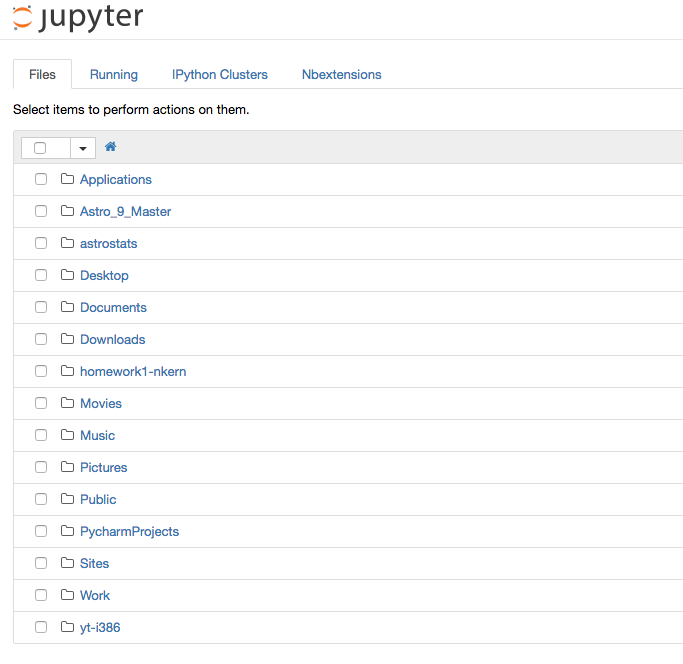 jupyter
Files Running IPython Clusters Nbextensions
Select items to perform actions on them.
Applications
Astro_9_Master
astrostats
Desktop
Documents
Downloads
homework1-nkern
Movies
Music
Pictures
Public
PycharmProjects
Sites
Work
yt-i386